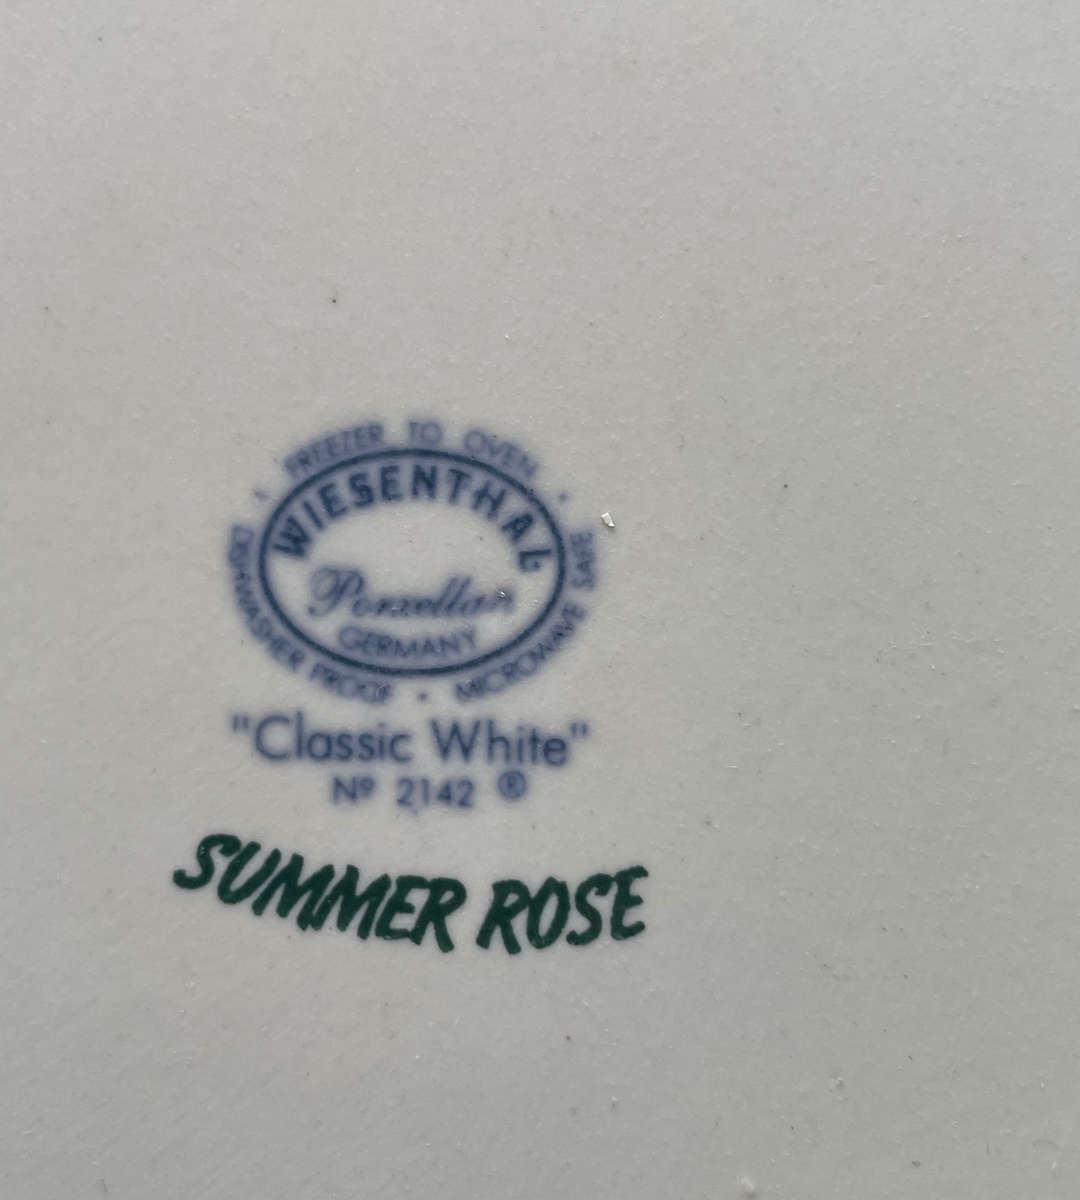 FREEZER TO OVEN
WIESENTHAL
Porzellan
GERMANY
DISHWASHER PROOF • MICROWAVE SAFE
"Classic White"
Nº 2142 ®
SUMMER ROSE